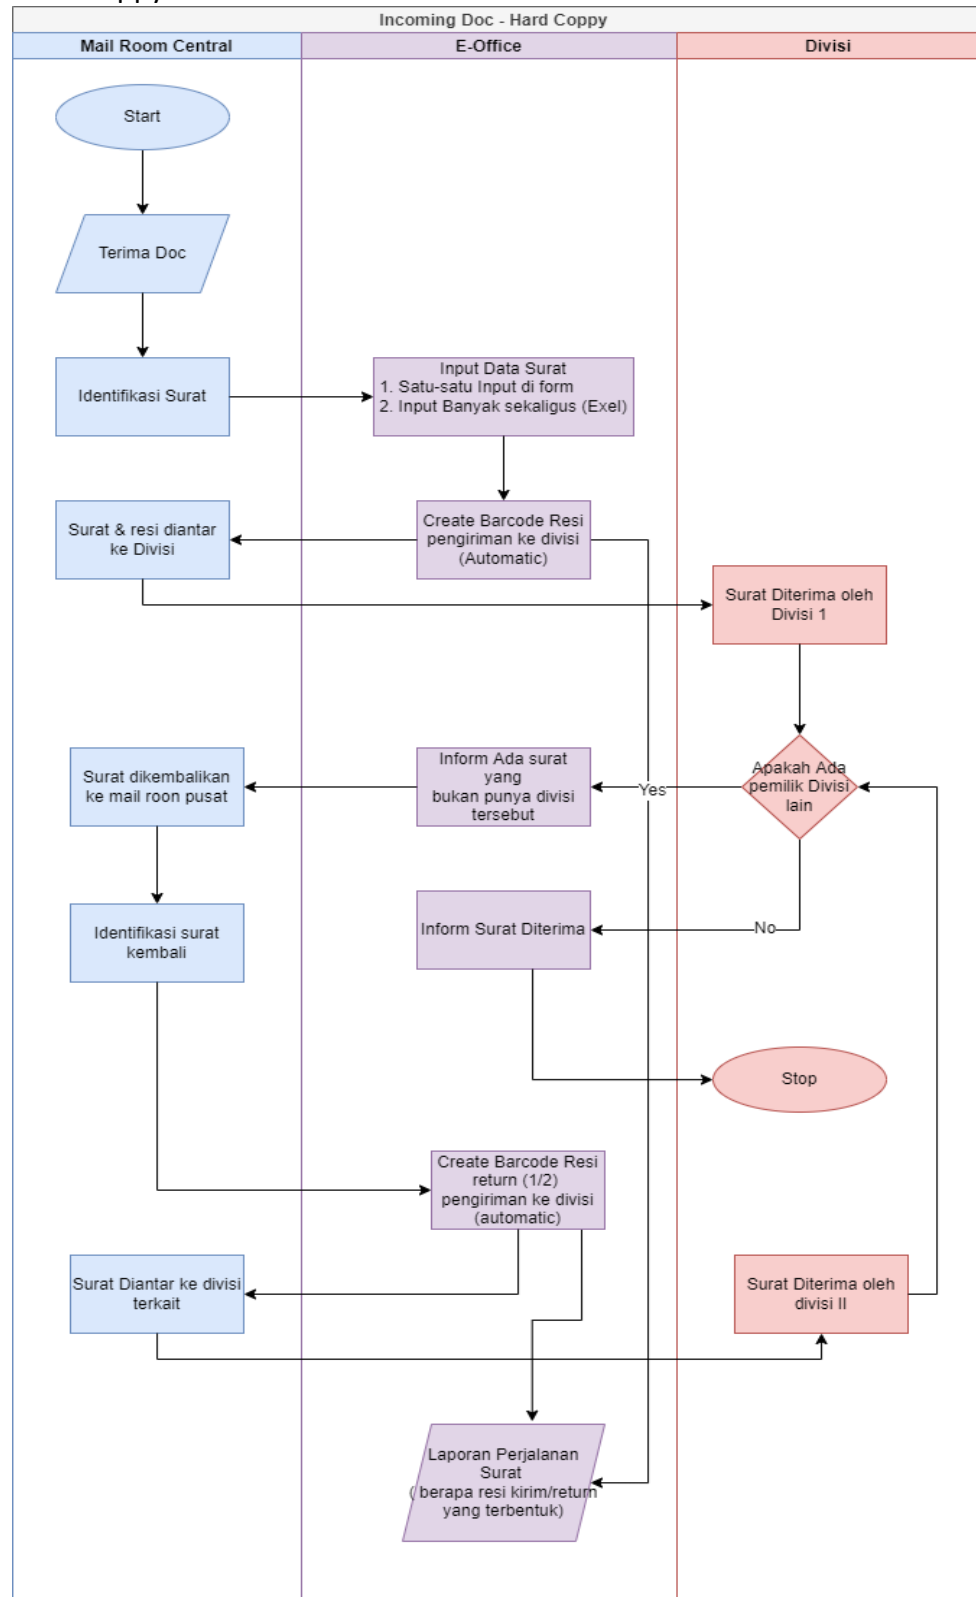 Incoming Doc - Hard Coppy
Mail Room Central
E-Office
Divisi
Start
Terima Doc
Identifikasi Surat
Input Data Surat
1. Satu-satu Input di form
2. Input Banyak sekaligus (Exel)
Surat & resi diantar
ke Divisi
Create Barcode Resi
pengiriman ke divisi
(Automatic)
Surat Diterima oleh
Divisi 1
Surat dikembalikan
ke mail roon pusat
Inform Ada surat
yang
bukan punya divisi
tersebut
Yes
Apakah Ada
pemilik Divisi
lain
Identifikasi surat
kembali
Inform Surat Diterima
No
Stop
Create Barcode Resi
return (1/2)
pengiriman ke divisi
(automatic)
Surat Diantar ke divisi
terkait
Surat Diterima oleh
divisi II
Laporan Perjalanan
Surat
( berapa resi kirim/return
yang terbentuk)